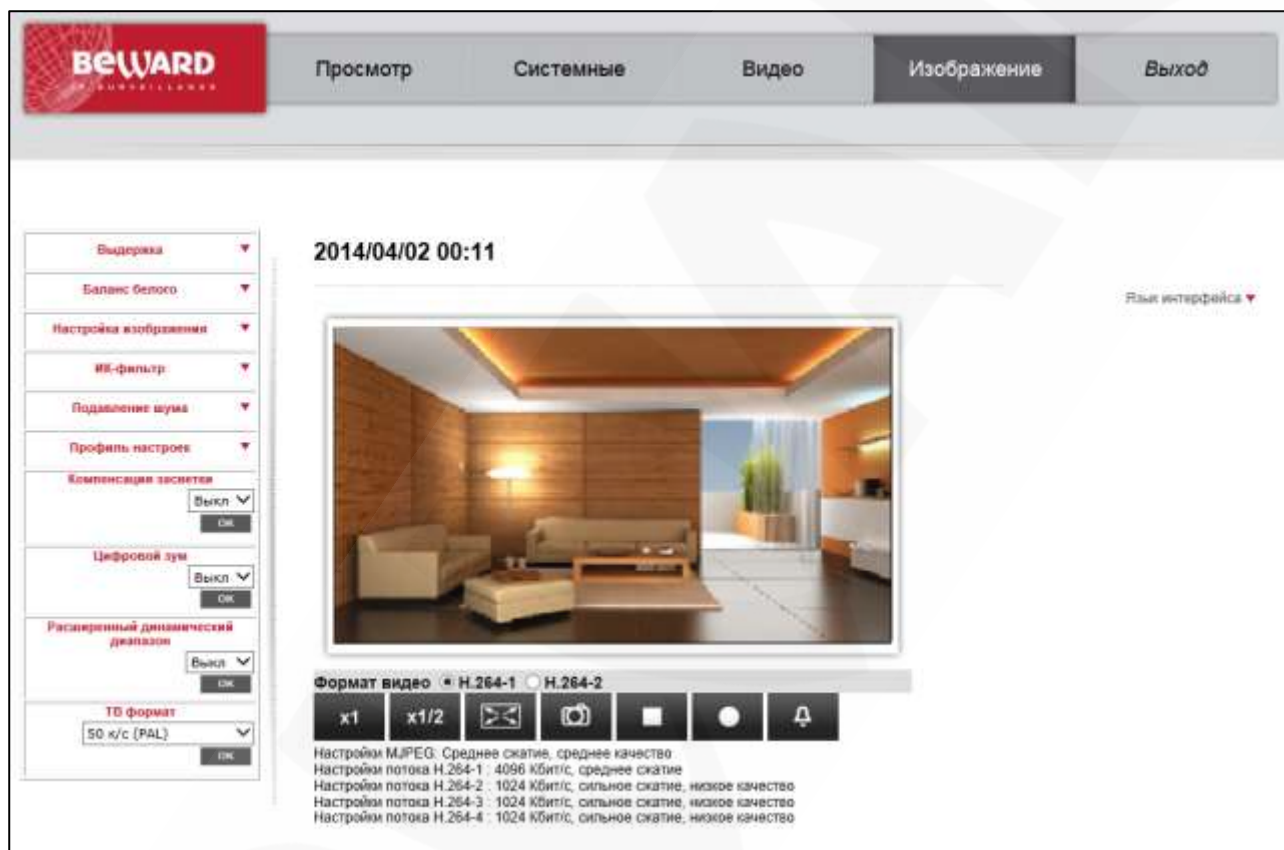 BEWARD
IP SURVEILLANCE
Просмотр
Системные
Видео
Изображение
Выход
Выдержка
Баланс белого
Настройка изображения
ИК-фильтр
Подавление шума
Профиль настроек
Компенсация засветки
Выкл
OK
Цифровой зум
Выкл
OK
Расширенный динамический
диапазон
Выкл
OK
ТВ формат
50 к/с (PAL)
OK
2014/04/02 00:11
Язык интерфейса
Формат видео H.264-1 H.264-2
x1 x1/2
Настройки MJPEG: Среднее сжатие, среднее качество
Настройки потока H.264-1 : 4096 Кбит/с, среднее сжатие
Настройки потока H.264-2 : 1024 Кбит/с, сильное сжатие, низкое качество
Настройки потока H.264-3 : 1024 Кбит/с, сильное сжатие, низкое качество
Настройки потока H.264-4 : 1024 Кбит/с, сильное сжатие, низкое качество